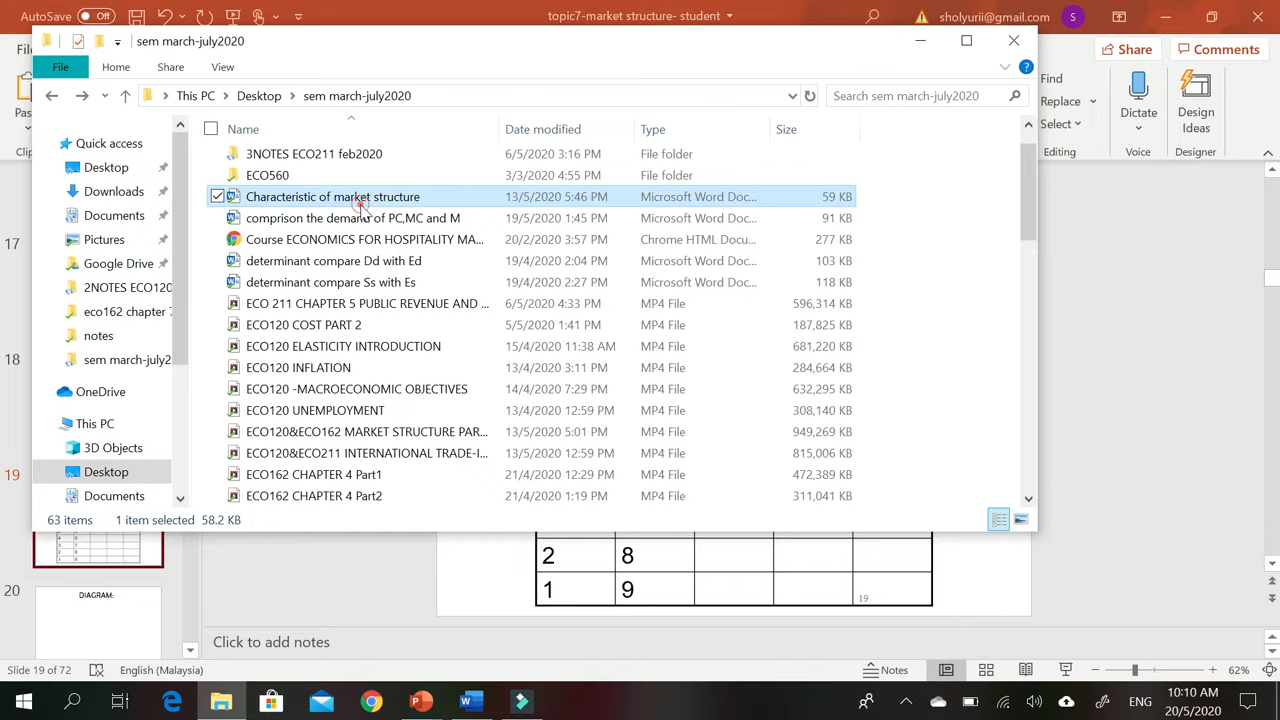 AutoSave Off topic7-market structure- student sholyurii@gmail.com S
sem march-july2020
File Home Share View
Share Comments
This PC Desktop sem march-july2020 Search sem march-july2020
Find
Replace
Select
Editing
Dictate
Voice
Design
Ideas
Designer
Name Date modified Type Size
Quick access
Desktop
Downloads
Documents
Pictures
Google Drive
2NOTES ECO120
eco162 chapter 7
notes
sem march-july2
OneDrive
This PC
3D Objects
Desktop
Documents
3NOTES ECO211 feb2020 6/5/2020 3:16 PM File folder
ECO560 3/3/2020 4:55 PM File folder
Characteristic of market structure 13/5/2020 5:46 PM Microsoft Word Doc... 59 KB
comprison the demand of PC,MC and M 19/5/2020 1:45 PM Microsoft Word Doc... 91 KB
Course ECONOMICS FOR HOSPITALITY MA... 20/2/2020 3:57 PM Chrome HTML Docu... 277 KB
determinant compare Dd with Ed 19/4/2020 2:04 PM Microsoft Word Doc... 103 KB
determinant compare Ss with Es 19/4/2020 2:27 PM Microsoft Word Doc... 118 KB
ECO 211 CHAPTER 5 PUBLIC REVENUE AND ... 6/5/2020 4:33 PM MP4 File 596,314 KB
ECO120 COST PART 2 5/5/2020 1:41 PM MP4 File 187,825 KB
ECO120 ELASTICITY INTRODUCTION 15/4/2020 11:38 AM MP4 File 681,220 KB
ECO120 INFLATION 13/4/2020 3:11 PM MP4 File 284,664 KB
ECO120 -MACROECONOMIC OBJECTIVES 14/4/2020 7:29 PM MP4 File 632,295 KB
ECO120 UNEMPLOYMENT 13/4/2020 12:59 PM MP4 File 308,140 KB
ECO120&ECO162 MARKET STRUCTURE PAR... 13/5/2020 5:01 PM MP4 File 949,269 KB
ECO120&ECO211 INTERNATIONAL TRADE-I... 13/5/2020 12:59 PM MP4 File 815,006 KB
ECO162 CHAPTER 4 Part1 21/4/2020 12:29 PM MP4 File 472,389 KB
ECO162 CHAPTER 4 Part2 21/4/2020 1:19 PM MP4 File 311,041 KB
63 items 1 item selected 58.2 KB
17
18
19
20
DIAGRAM:
2 8
1 9
19
Click to add notes
Slide 19 of 72 English (Malaysia) Notes 62%
ENG
10:10 AM
20/5/2020